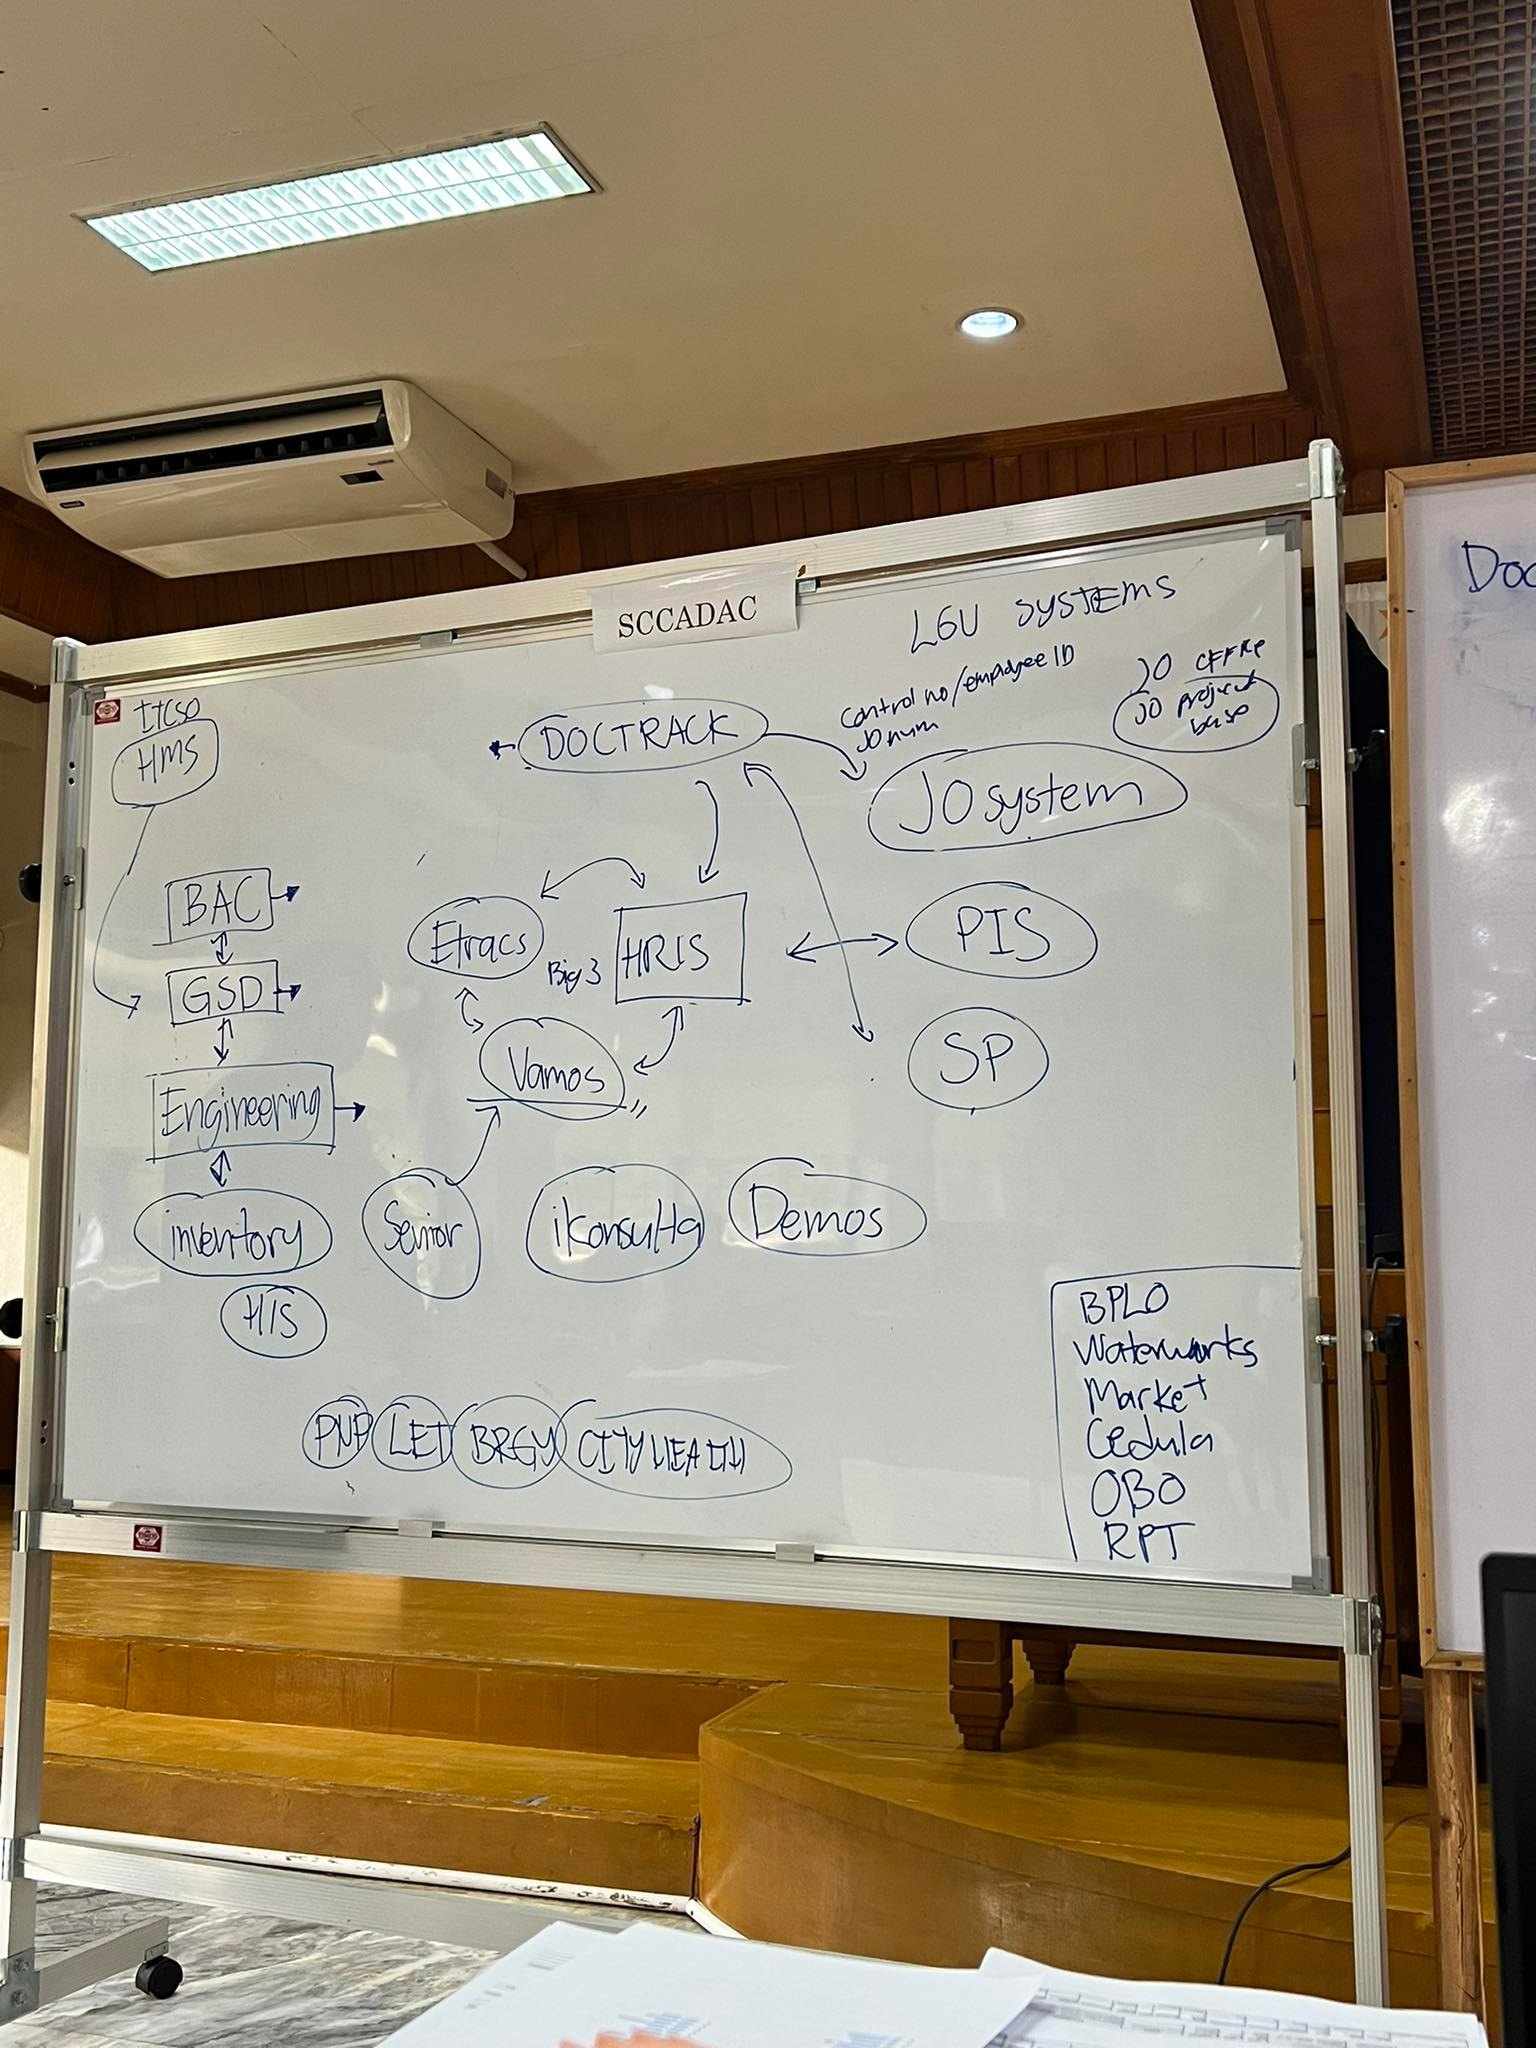 SCCADAC
LGU SYSTEMS
Control no/employee ID
JO num
JO office
JO project
base
ITCSO
HMS
DOCTRACK
JO system
BAC
GSD
Engineering
inventory
HIS
Etracs
Big 3
HRIS
PIS
Vamos
SP
Senior
iKonsulta
Demos
PNP
LET
BRGY
CITY HEALTH
BPLO
Waterworks
Market
Cedula
OBO
RPT
Doc